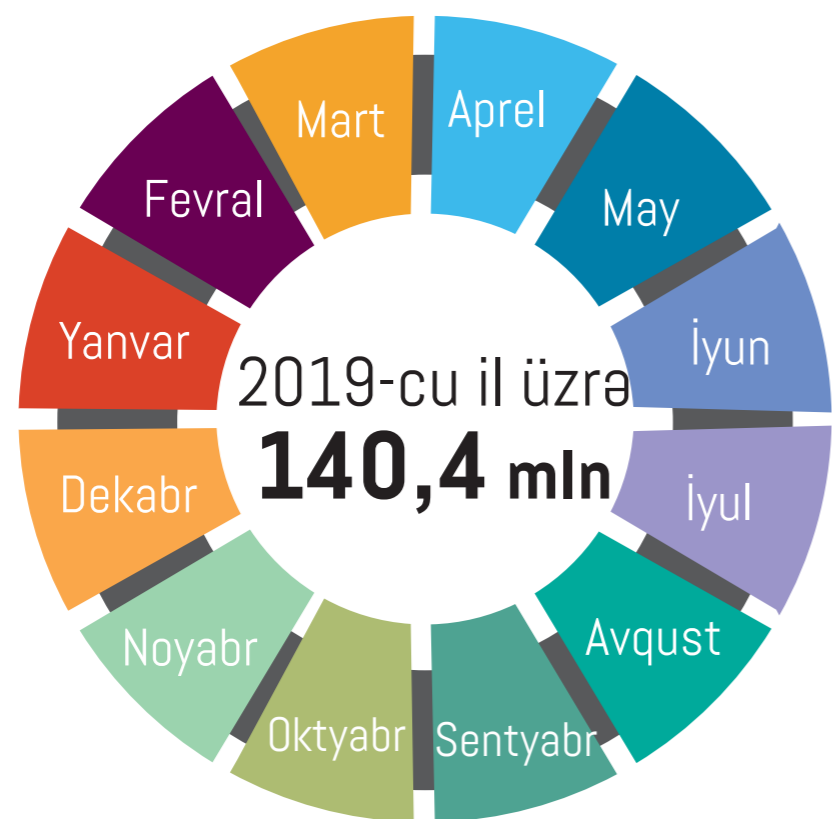 Mart
Aprel
Fevral
May
Yanvar
İyun
2019-cu il üzrə
140,4 mln
Dekabr
İyul
Noyabr
Avqust
Oktyabr
Sentyabr